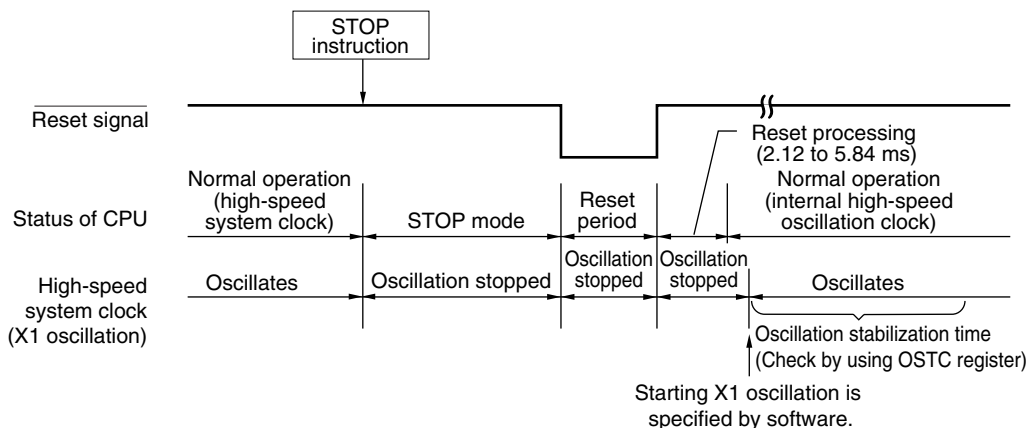 STOP
instruction
Reset signal
Reset processing
(2.12 to 5.84 ms)
Status of CPU
Normal operation
(high-speed
system clock)
STOP mode
Reset
period
Normal operation
(internal high-speed
oscillation clock)
High-speed
system clock
(X1 oscillation)
Oscillates
Oscillation stopped
Oscillation
stopped
Oscillation
stopped
Oscillates
Oscillation stabilization time
(Check by using OSTC register)
Starting X1 oscillation is
specified by software.